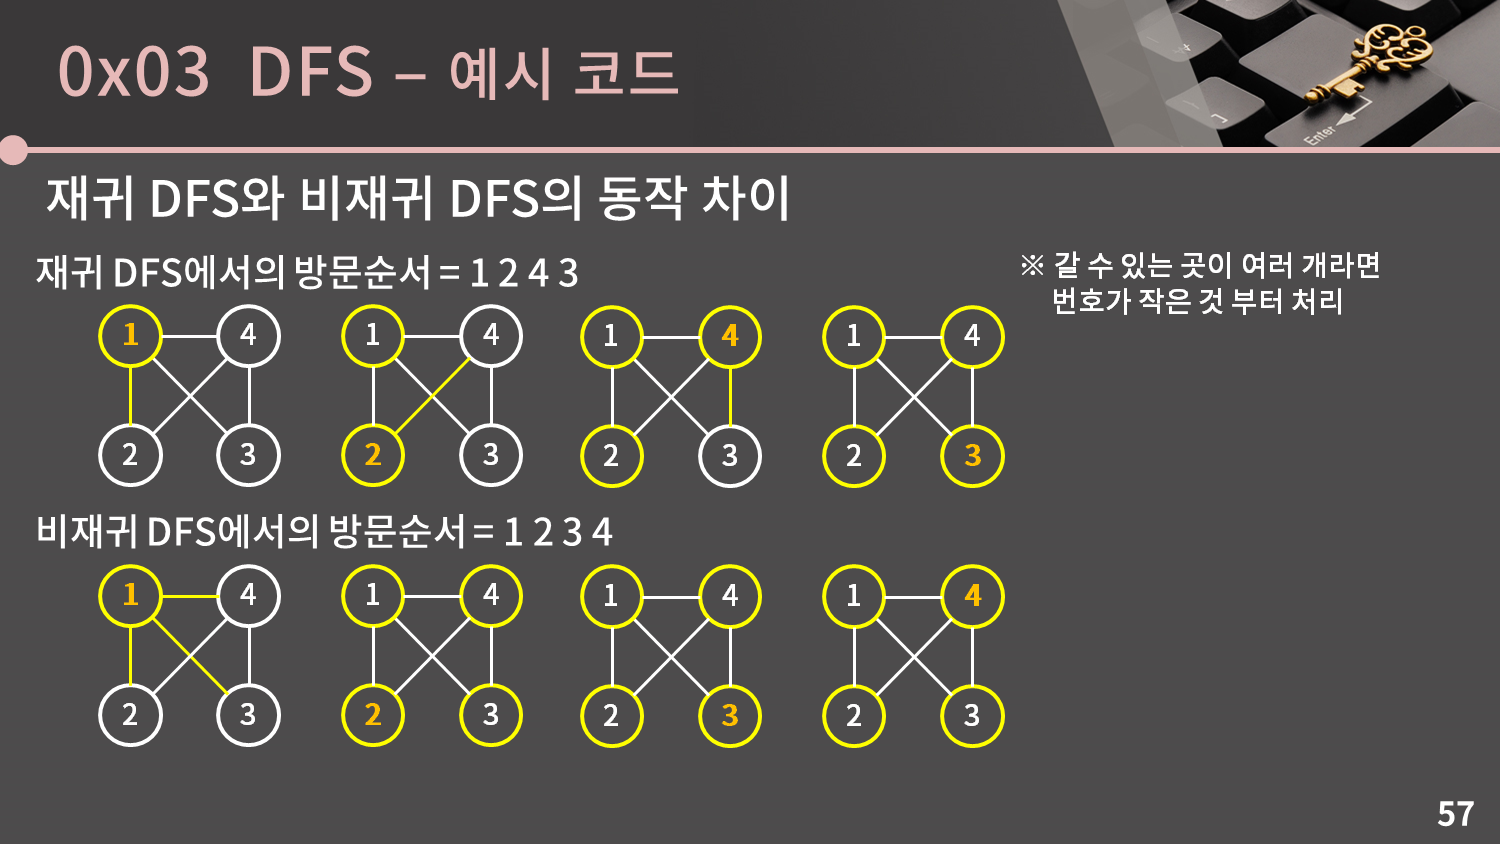 0x03 DFS – 예시 코드
Enter
재귀 DFS와 비재귀 DFS의 동작 차이
재귀 DFS에서의 방문순서 = 1 2 4 3
※ 갈 수 있는 곳이 여러 개라면
번호가 작은 것 부터 처리
1 4 1 4 1 4 1 4
2 3 2 3 2 3 2 3
비재귀 DFS에서의 방문순서 = 1 2 3 4
1 4 1 4 1 4 1 4
2 3 2 3 2 3 2 3
57